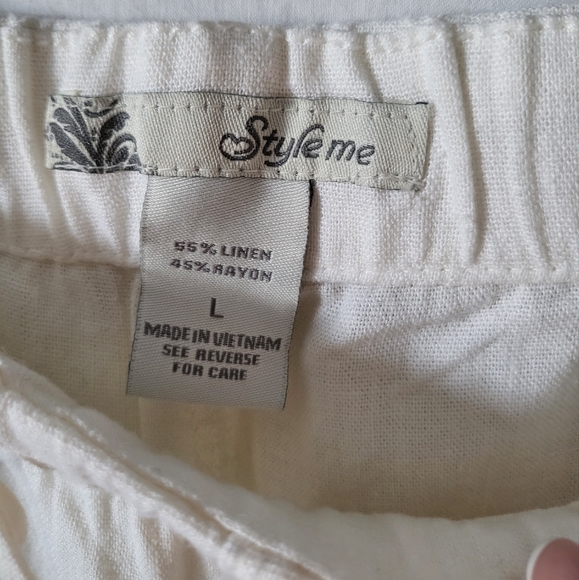 Style me
55% LINEN
45% RAYON
L
MADE IN VIETNAM
SEE REVERSE
FOR CARE